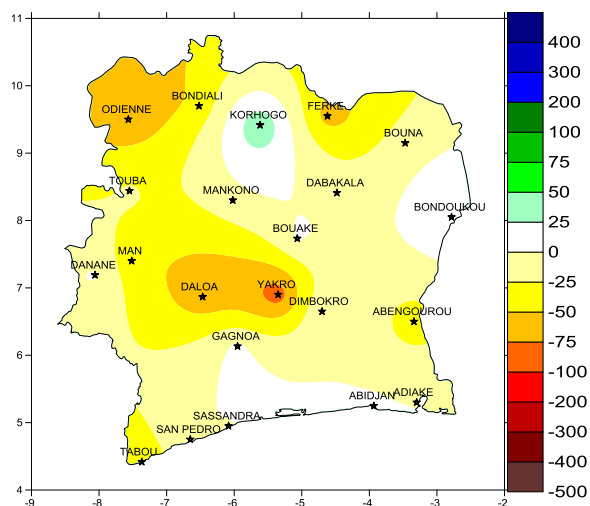 11
10
9
8
7
6
5
4
-9
-8
-7
-6
-5
-4
-3
-2
BONDIALI
ODIENNE
FERKE
KORHOGO
BOUNA
TOUBA
DABAKALA
MANKONO
BONDOUKOU
BOUAKE
MAN
DANANE
DALOA
YAKRO
DIMBOKRO
ABENGOUROU
GAGNOA
ABIDJAN
ADIAKE
SASSANDRA
SAN PEDRO
TABOU
400
300
200
100
75
50
25
0
-25
-50
-75
-100
-200
-300
-400
-500